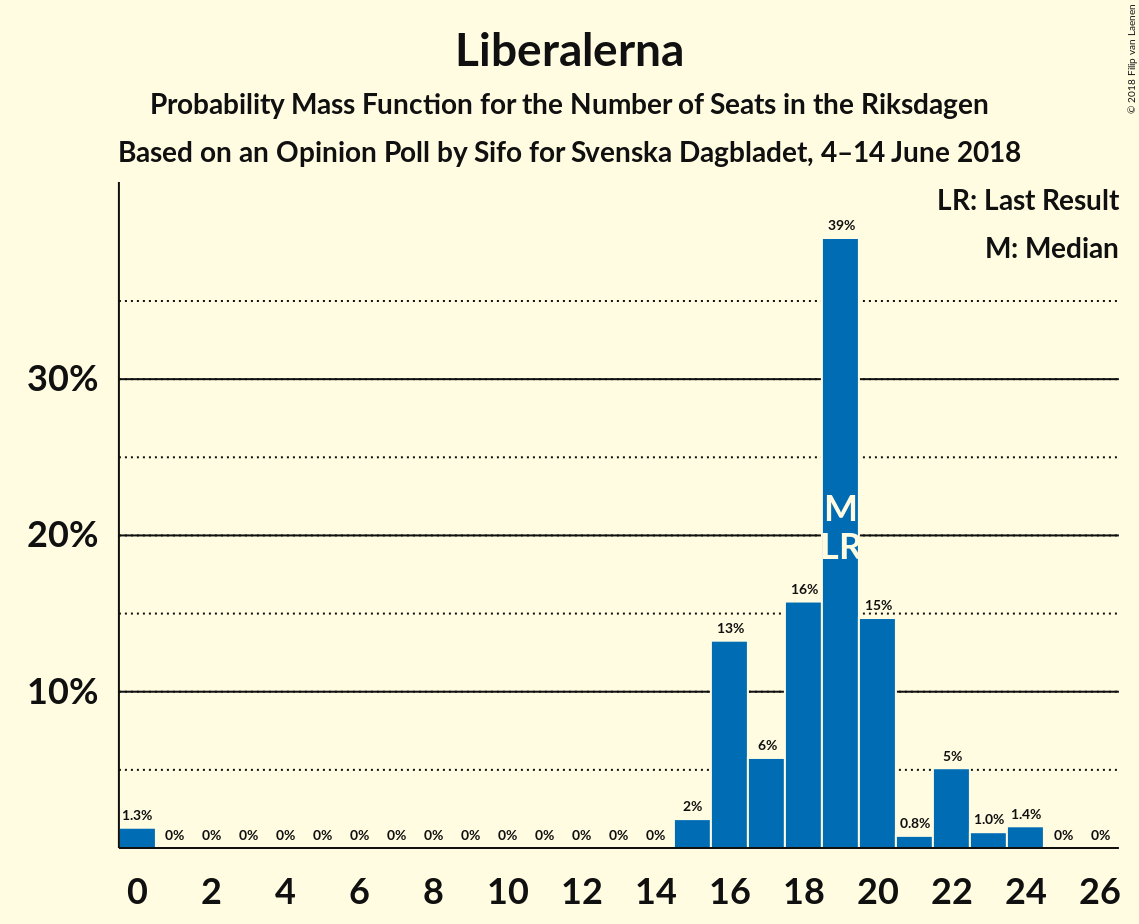 Liberalerna
Probability Mass Function for the Number of Seats in the Riksdagen
Based on an Opinion Poll by Sifo for Svenska Dagbladet, 4–14 June 2018
© 2018 Filip van Laenen
LR: Last Result
M: Median
30%
20%
10%
1.3% 0% 0% 0% 0% 0% 0% 0% 0% 0% 0% 0% 0% 0% 0% 2% 13% 6% 16% 39% 15% 0.8% 5% 1.0% 1.4% 0% 0%
M
LR
0 2 4 6 8 10 12 14 16 18 20 22 24 26